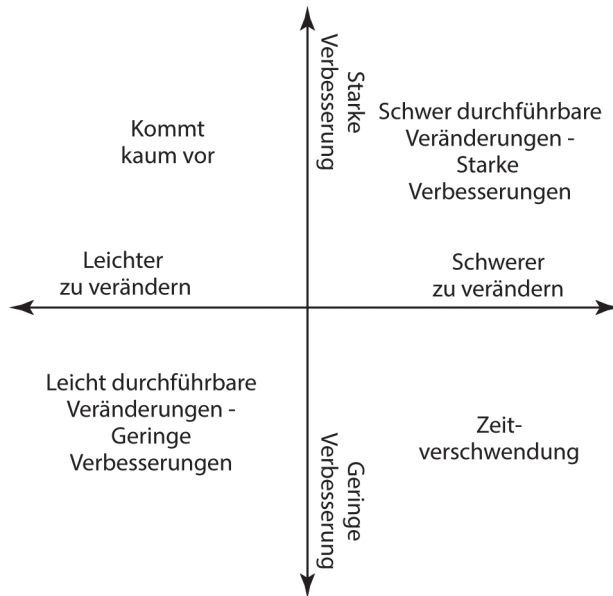 Starke
Verbesserung
Kommt
kaum vor
Schwer durchführbare
Veränderungen -
Starke
Verbesserungen
Leichter
zu verändern
Schwerer
zu verändern
Leicht durchführbare
Veränderungen -
Geringe
Verbesserungen
Zeit-
verschwendung
Geringe
Verbesserung